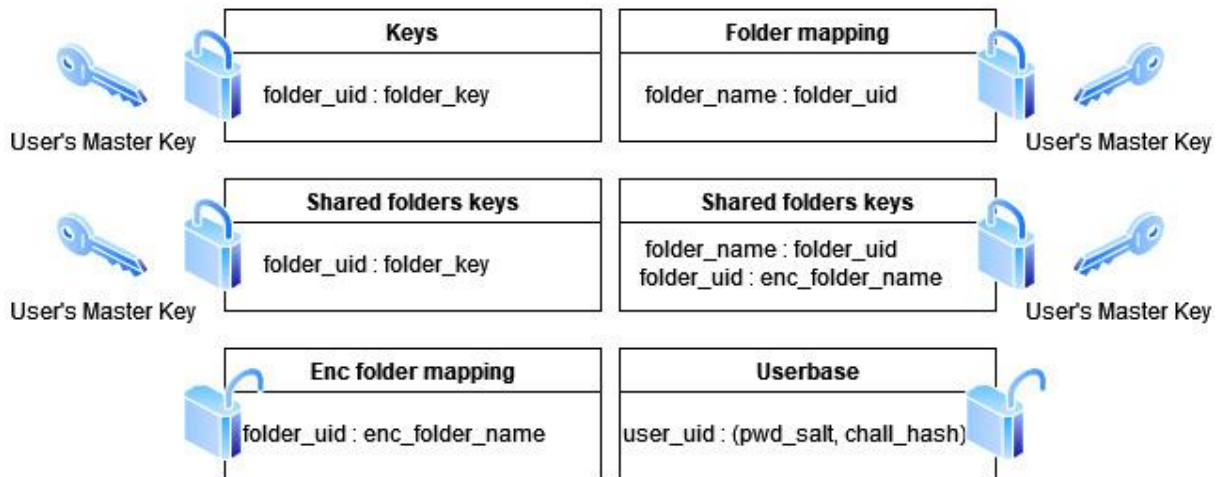 Keys
folder_uid : folder_key
User's Master Key
Folder mapping
folder_name : folder_uid
User's Master Key
Shared folders keys
folder_uid : folder_key
User's Master Key
Shared folders keys
folder_name : folder_uid
folder_uid : enc_folder_name
User's Master Key
Enc folder mapping
folder_uid : enc_folder_name
Userbase
user_uid : (pwd_salt, chall_hash)